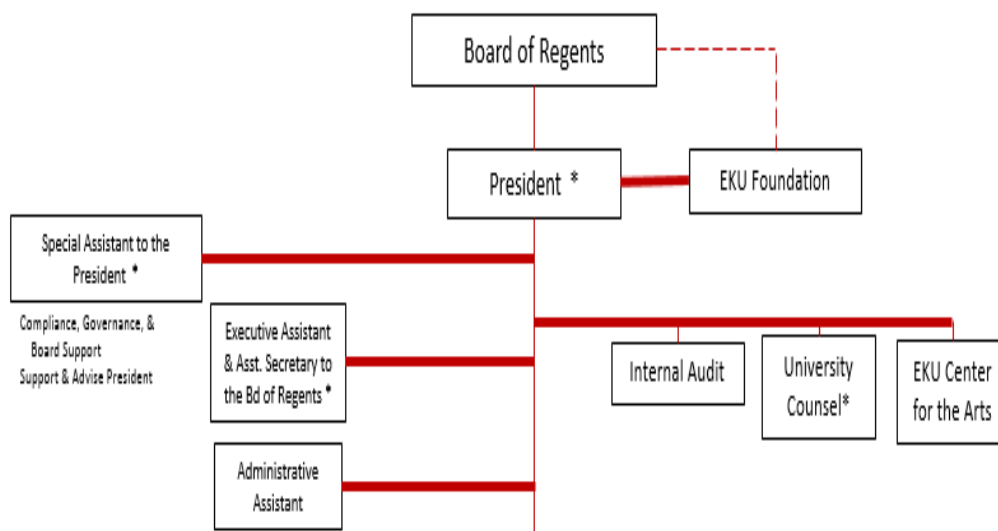 Board of Regents
President *
EKU Foundation
Special Assistant to the
President *
Compliance, Governance, &
Board Support
Support & Advise President
Executive Assistant
& Asst. Secretary to
the Bd of Regents *
Internal Audit
University
Counsel*
EKU Center
for the Arts
Administrative
Assistant